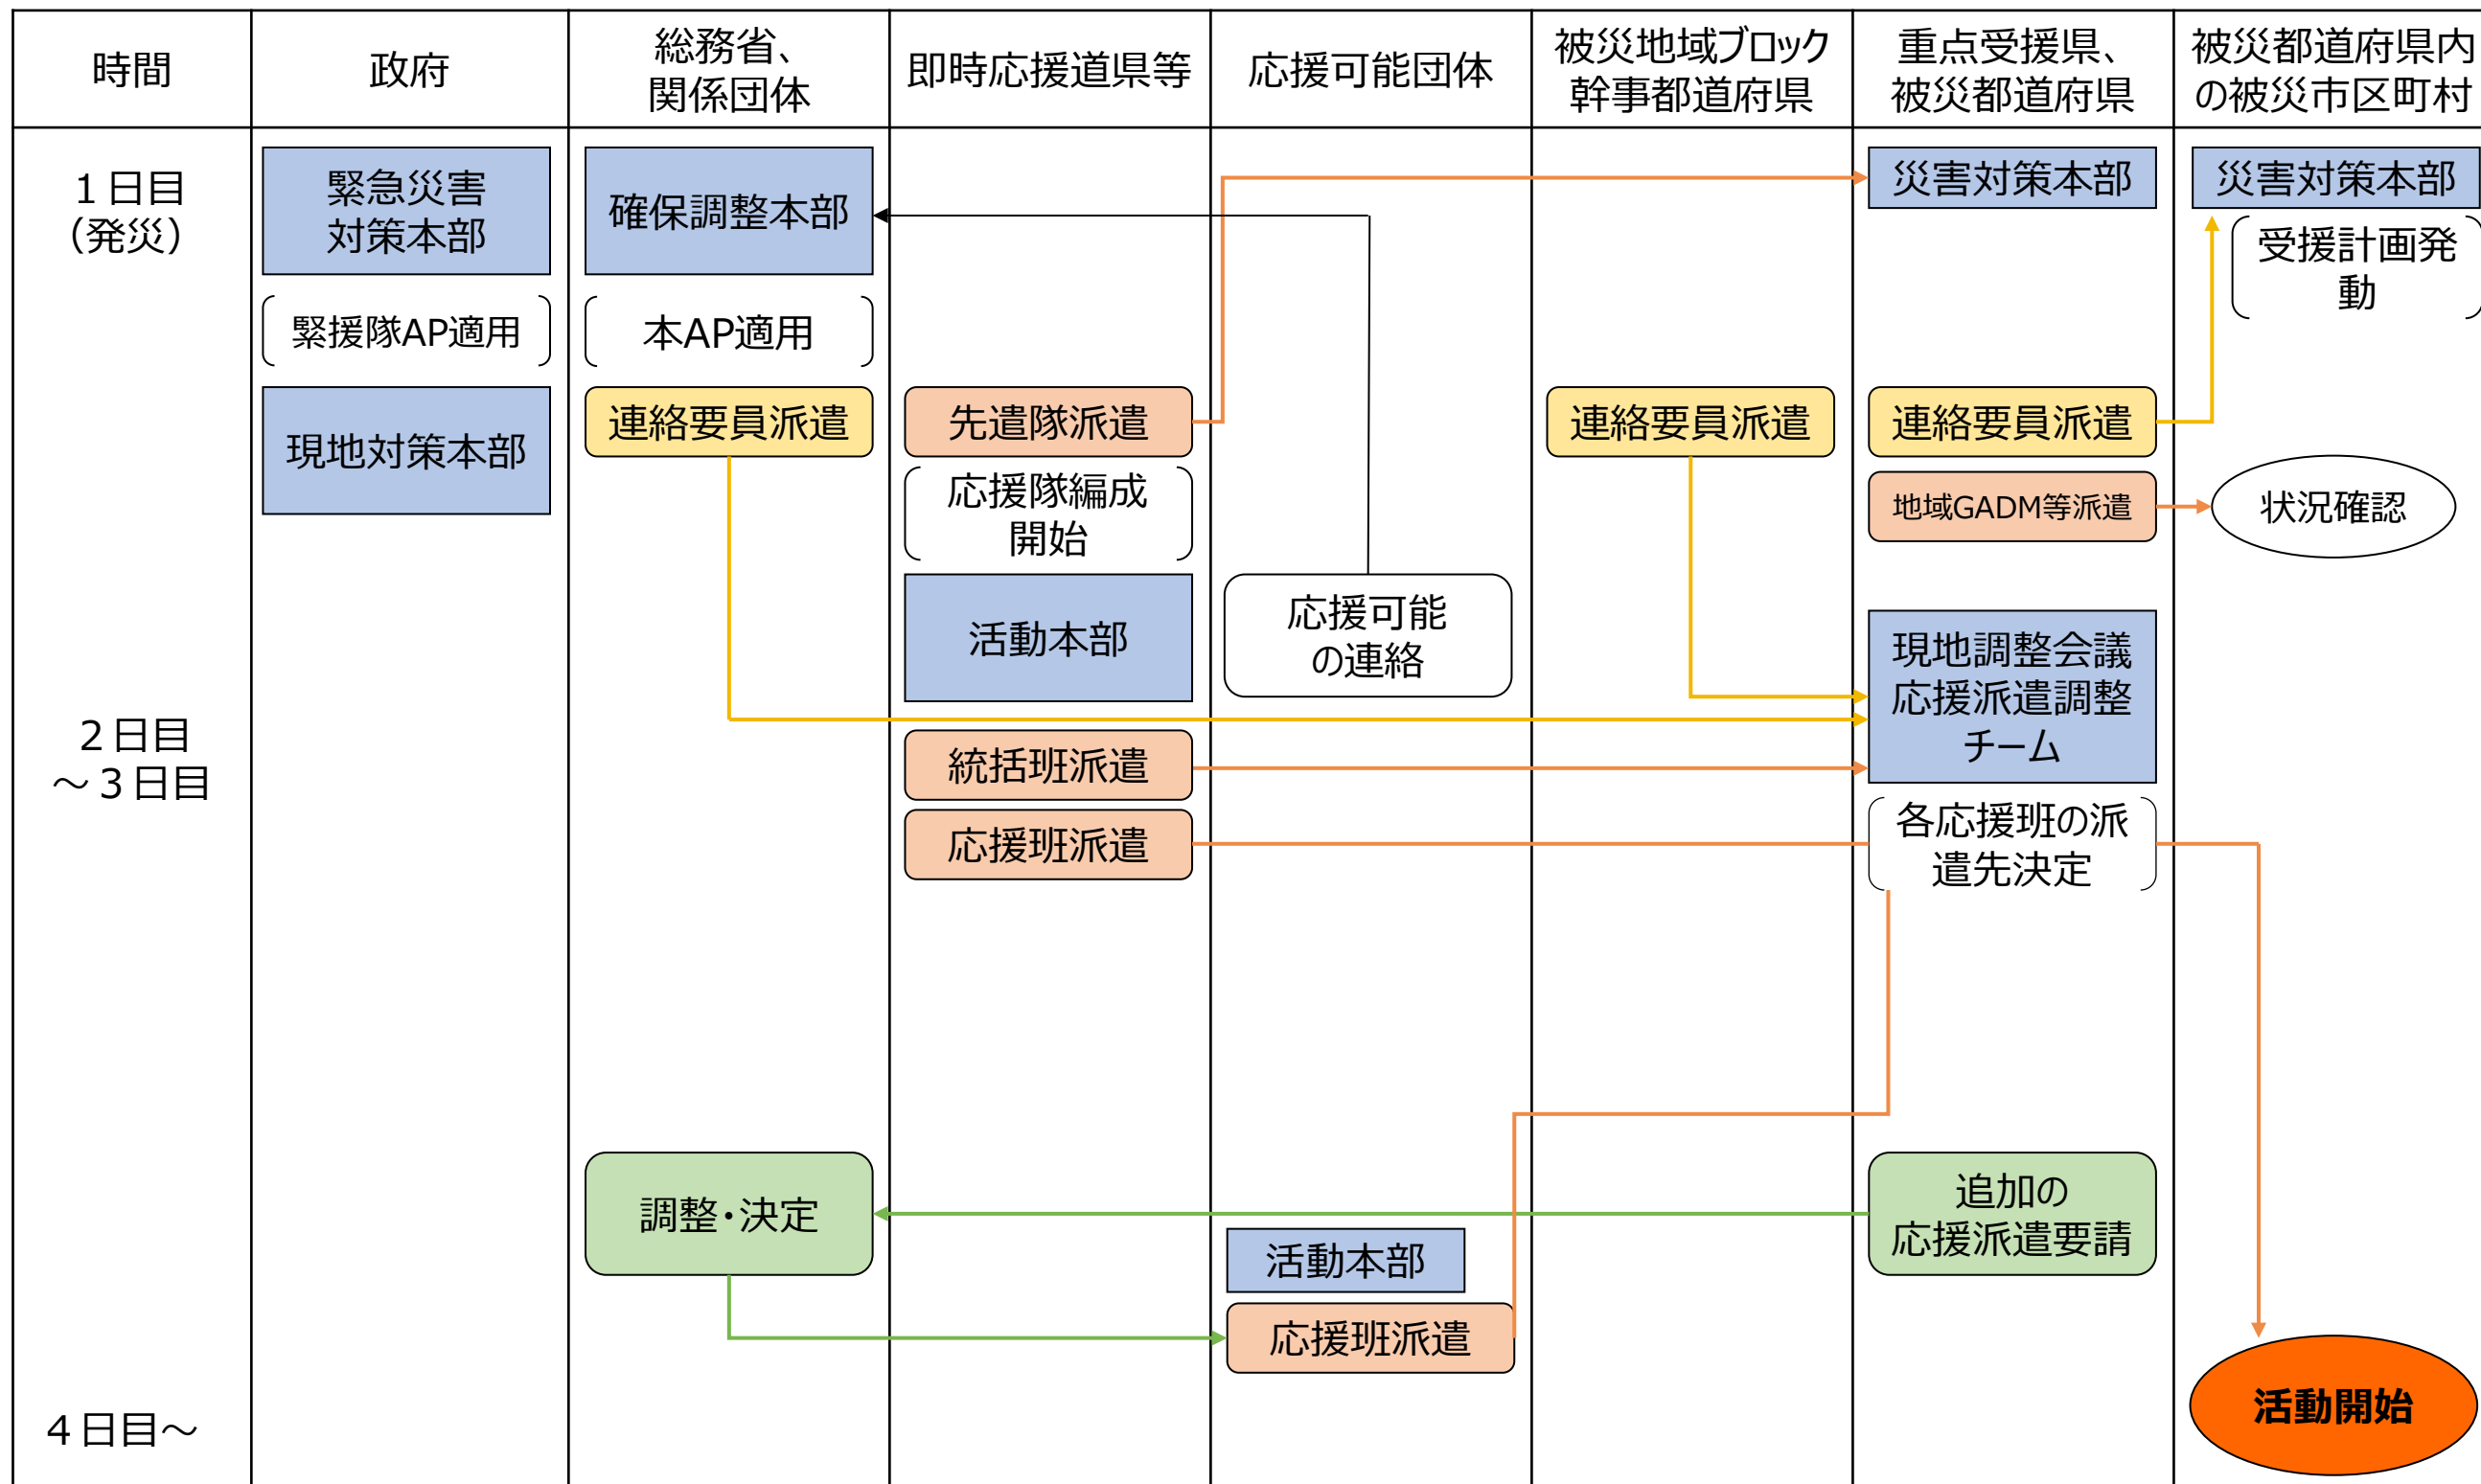 時間
政府
総務省、
関係団体
即時応援道県等
応援可能団体
被災地域ブロック
幹事都道府県
重点受援県、
被災都道府県
被災都道府県内
の被災市区町村
１日目
（発災）
緊急災害
対策本部
確保調整本部
災害対策本部
災害対策本部
受援計画発
動
緊援隊AP適用
本AP適用
現地対策本部
連絡要員派遣
先遣隊派遣
連絡要員派遣
連絡要員派遣
応援隊編成
開始
地域GADM等派遣
状況確認
活動本部
応援可能
の連絡
現地調整会議
応援派遣調整
チーム
２日目
～３日目
統括班派遣
応援班派遣
各応援班の派
遣先決定
調整・決定
追加の
応援派遣要請
活動本部
応援班派遣
４日目～
活動開始